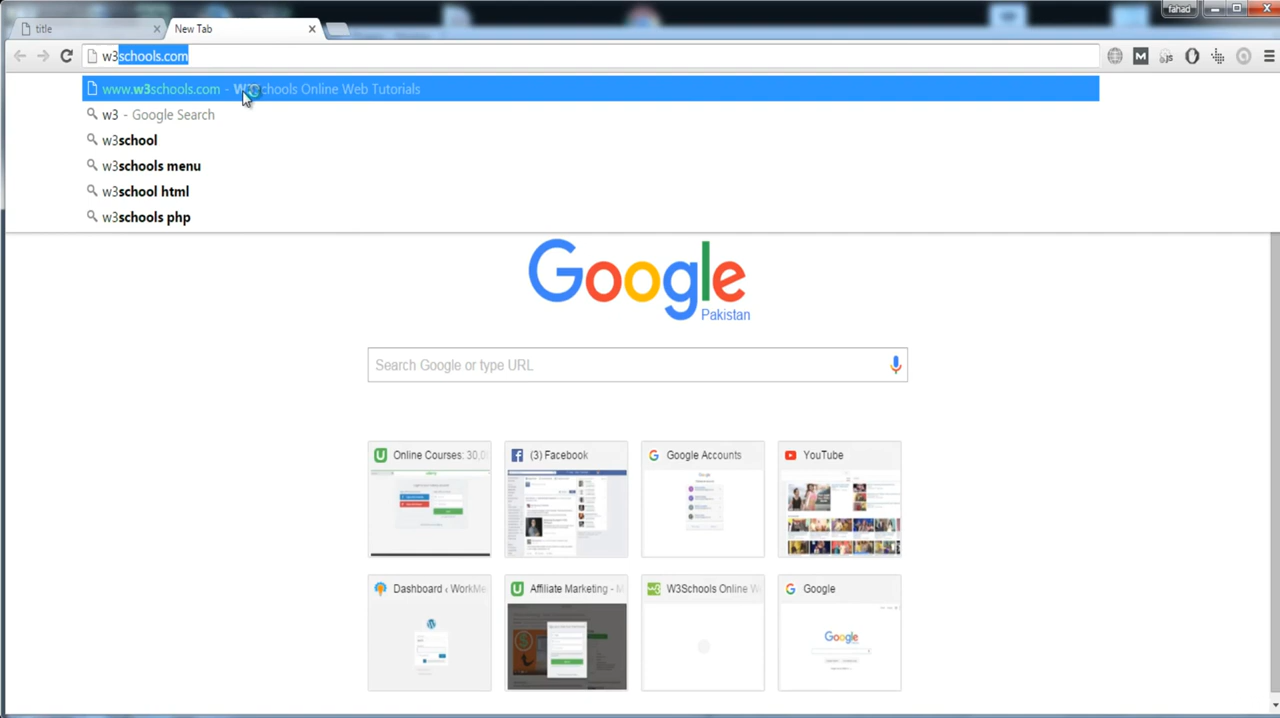 fahad
title
New Tab
w3schools.com
www.w3schools.com - W3Schools Online Web Tutorials
w3 - Google Search
w3school
w3schools menu
w3school html
w3schools php
Google
Pakistan
Search Google or type URL
Online Courses: 30,0
(3) Facebook
Google Accounts
YouTube
Dashboard ‹ WorkMe
Affiliate Marketing - M
W3Schools Online We
Google